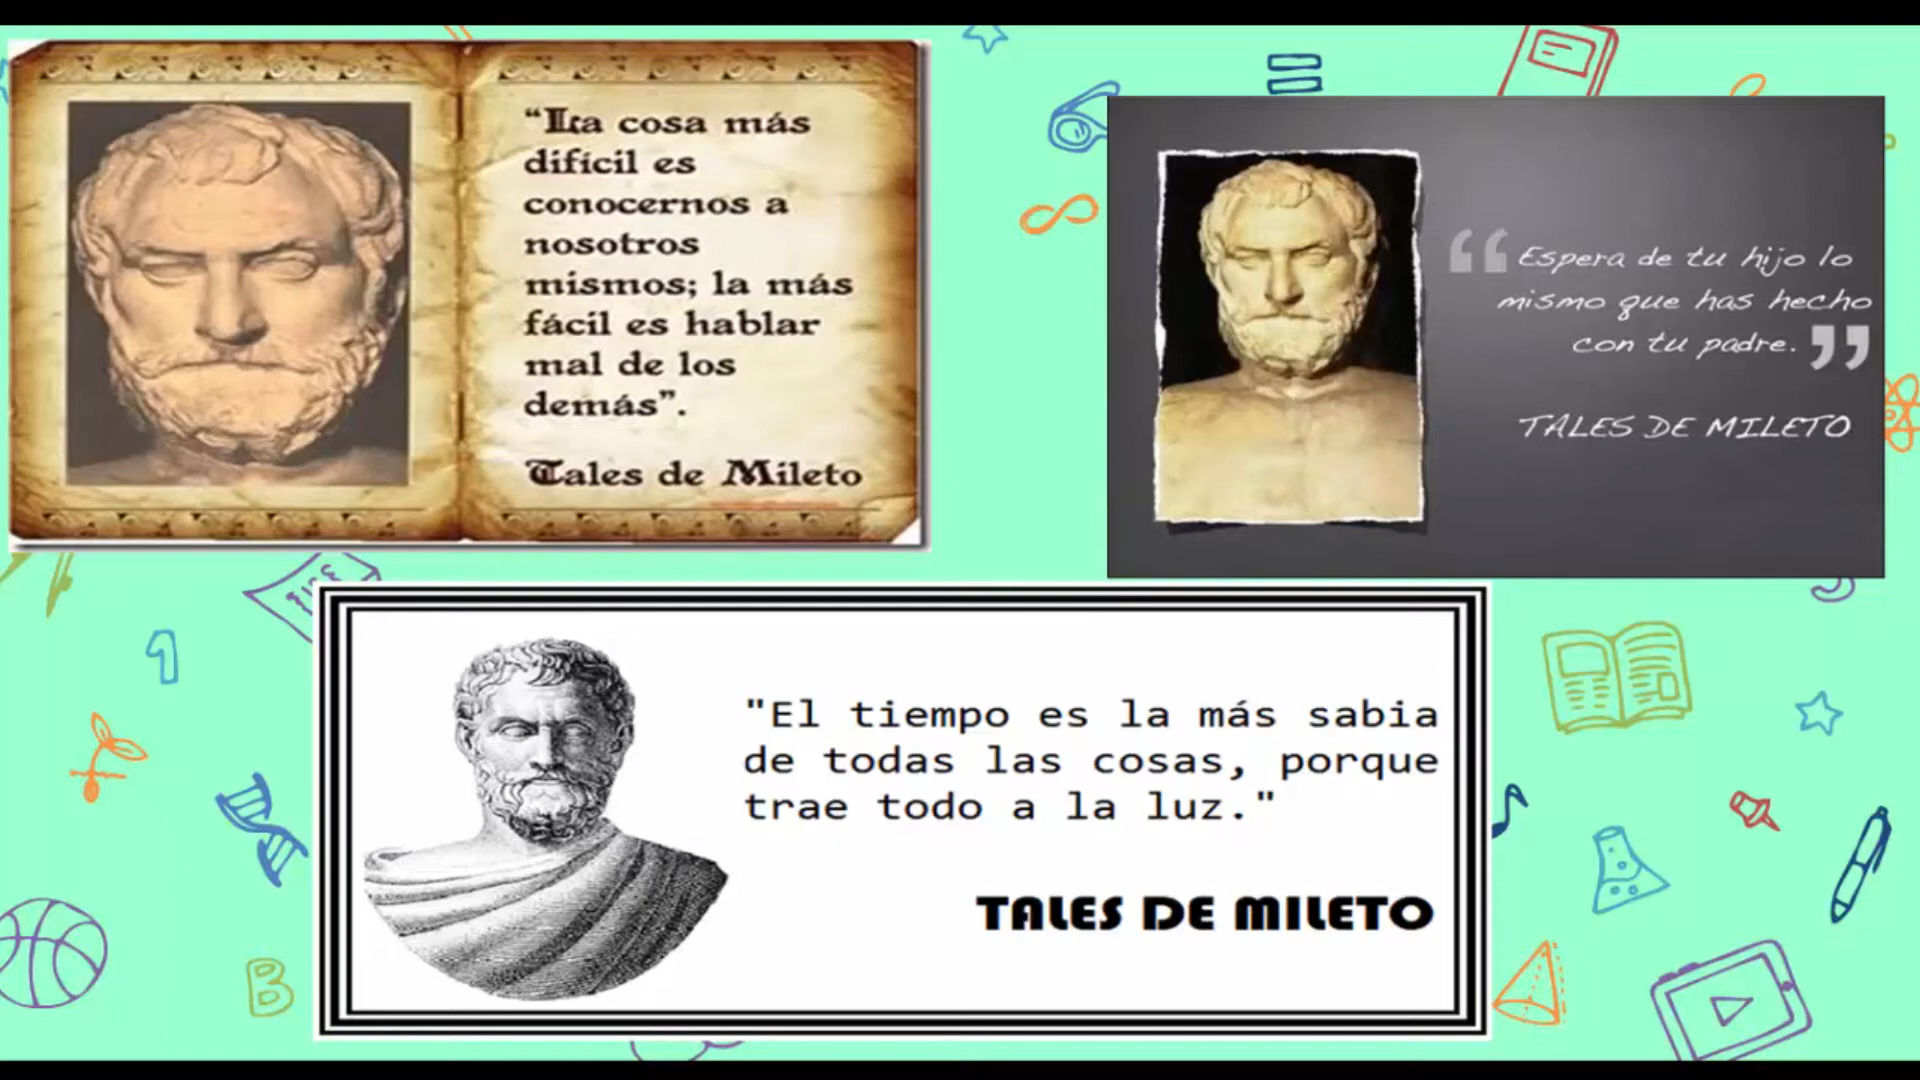 “La cosa más
difícil es
conocernos a
nosotros
mismos; la más
fácil es hablar
mal de los
demás”.
Tales de Mileto
“Espera de tu hijo lo
mismo que has hecho
con tu padre.”
TALES DE MILETO
"El tiempo es la más sabia
de todas las cosas, porque
trae todo a la luz."
TALES DE MILETO
1
B